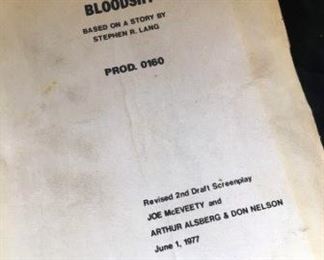 BASED ON A STORY BY
STEPHEN R. LANG
PROD. 0160
Revised 2nd Draft Screenplay
JOE McEVEETY and
ARTHUR ALSBERG & DON NELSON
June 1, 1977